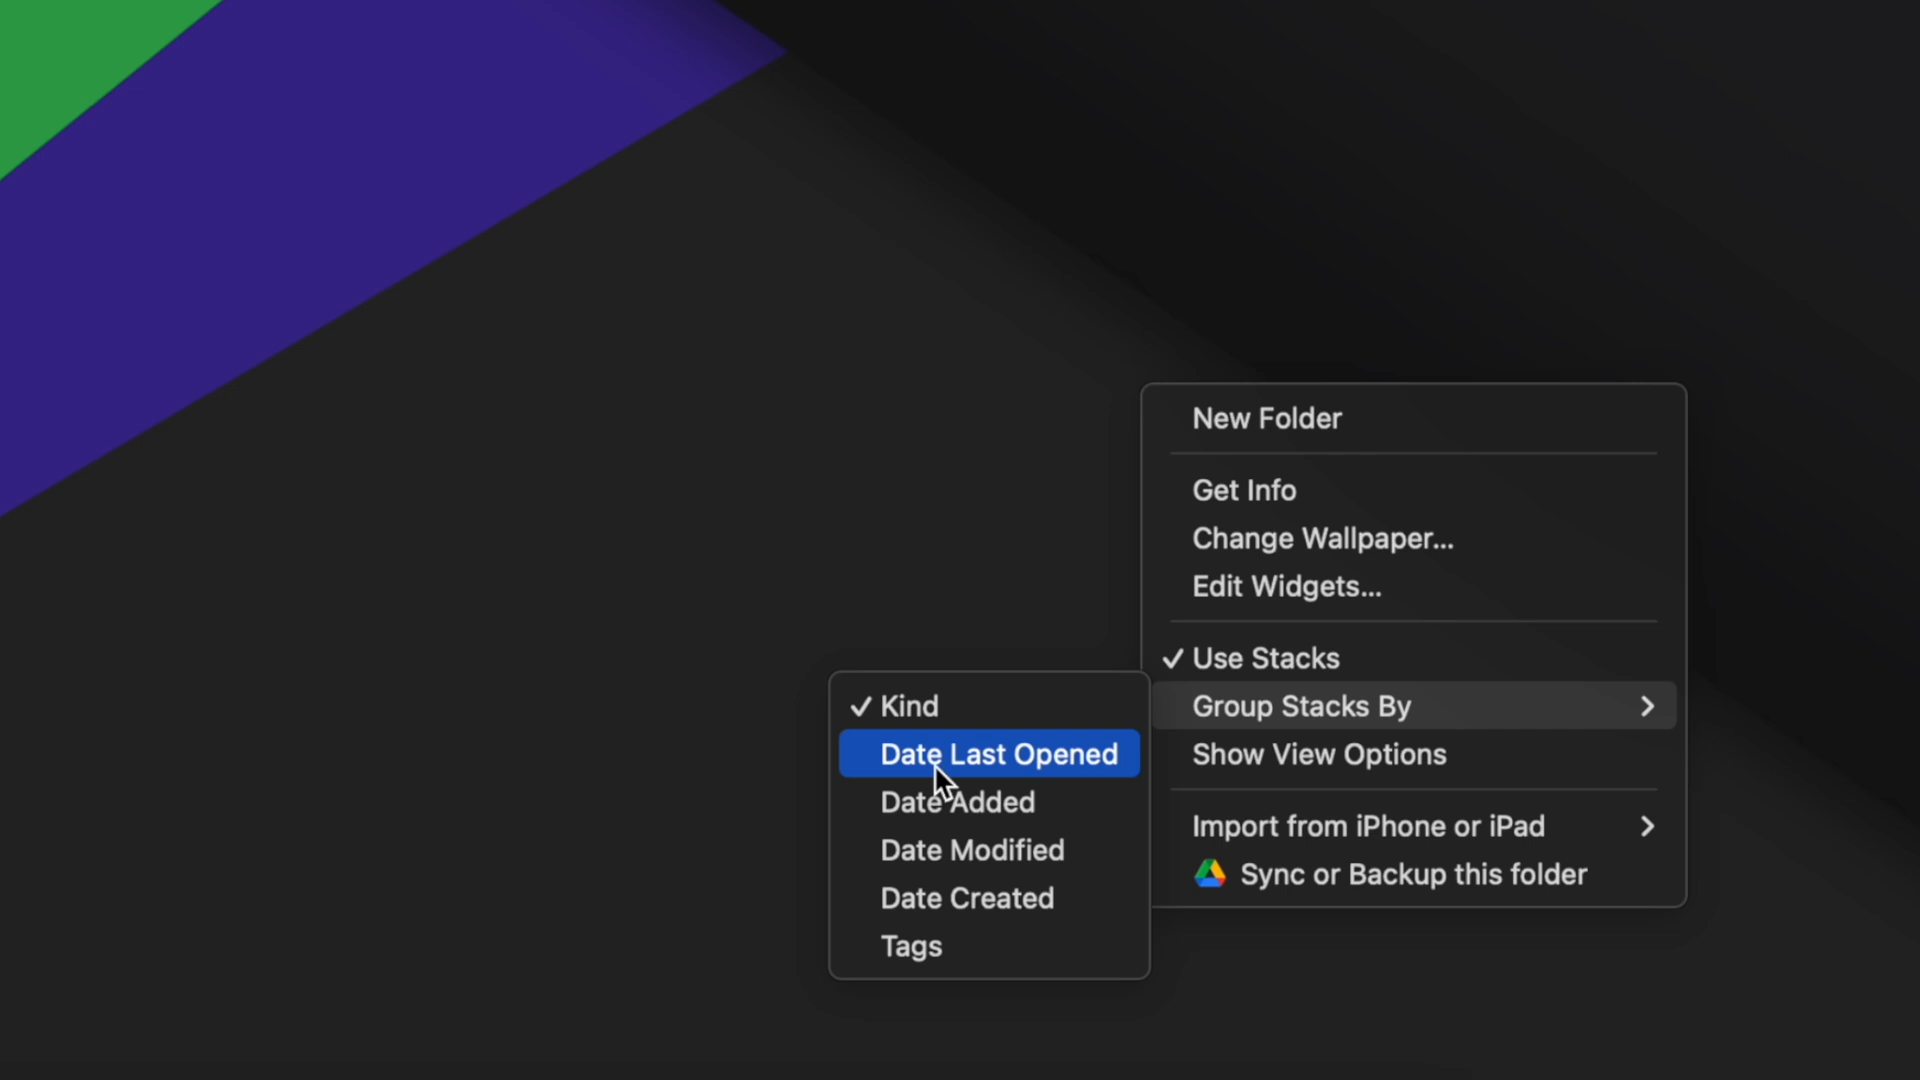 New Folder
Get Info
Change Wallpaper...
Edit Widgets...
✓ Use Stacks
Group Stacks By
Show View Options
Import from iPhone or iPad
Sync or Backup this folder
✓ Kind
Date Last Opened
Date Added
Date Modified
Date Created
Tags